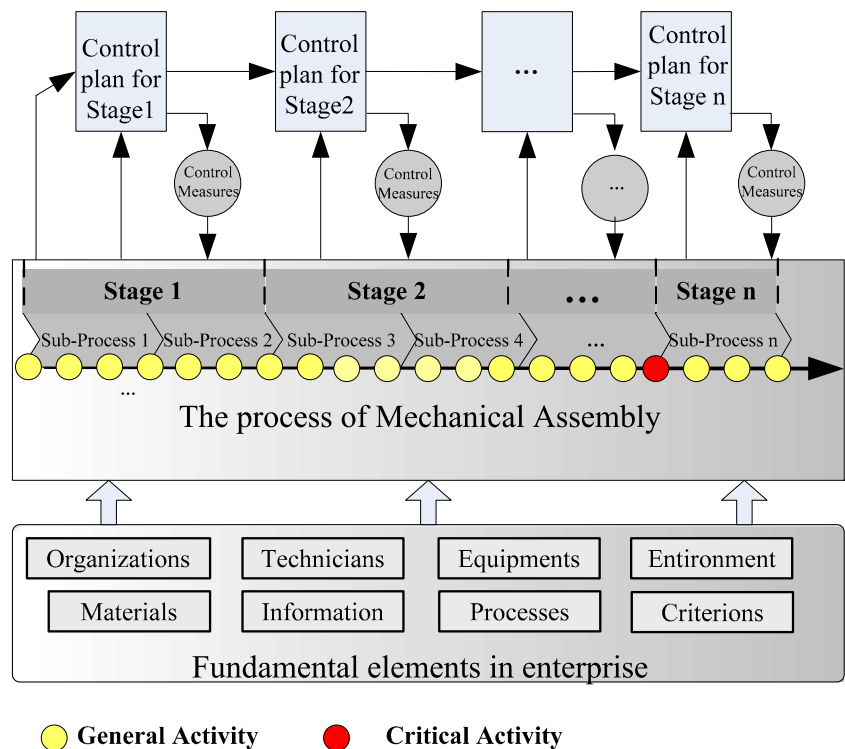 Control
plan for
Stage1
Control
plan for
Stage2
...
Control
plan for
Stage n
Control
Measures
Control
Measures
...
Control
Measures
Stage 1
Stage 2
...
Stage n
Sub-Process 1
Sub-Process 2
Sub-Process 3
Sub-Process 4
...
Sub-Process n
...
The process of Mechanical Assembly
Organizations
Technicians
Equipments
Entironment
Materials
Information
Processes
Criterions
Fundamental elements in enterprise
General Activity
Critical Activity